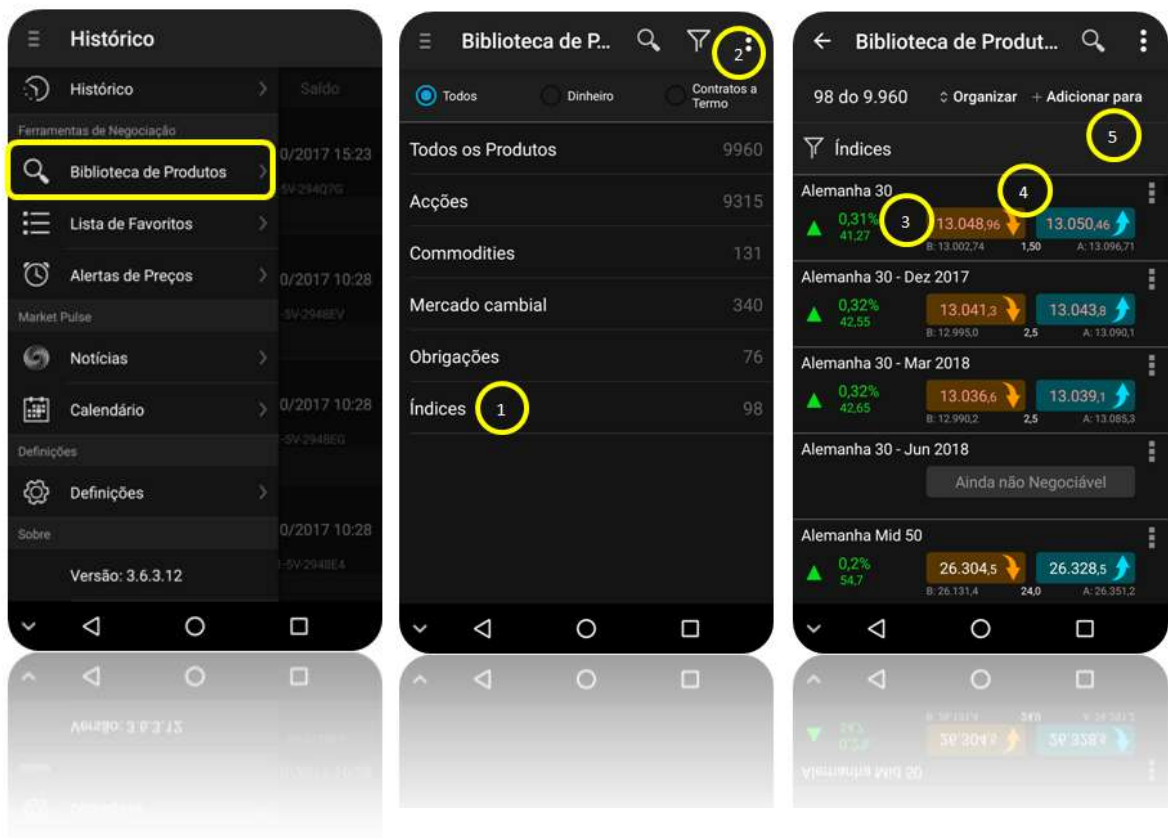 Histórico
Histórico
Saldo
Ferramentas de Negociação
0/2017 15:23
Biblioteca de Produtos
5V-294Q7G
Lista de Favoritos
Alertas de Preços
0/2017 10:28
Market Pulse
-5V-2948EV
Notícias
Calendário
0/2017 10:28
-5V-2948EG
Definições
Definições
Sobre
0/2017 10:28
-5V-2948E4
Versão: 3.6.3.12
Biblioteca de P...
2
Todos
Dinheiro
Contratos a
Termo
Todos os Produtos 9960
Acções 9315
Commodities 131
Mercado cambial 340
Obrigações 76
Índices 1 98
Biblioteca de Produt...
98 do 9.960 Organizar + Adicionar para
5
Índices
Alemanha 30
4
0,31% 3 13.048,96 13.050,46
41,27 B: 13.002,74 1,50 A: 13.096,71
Alemanha 30 - Dez 2017
0,32% 13.041,3 13.043,8
42,55 B: 12.995,0 2,5 A: 13.090,1
Alemanha 30 - Mar 2018
0,32% 13.036,6 13.039,1
42,65 B: 12.990,2 2,5 A: 13.085,3
Alemanha 30 - Jun 2018
Ainda não Negociável
Alemanha Mid 50
0,2% 26.304,5 26.328,5
54,7 B: 26.131,4 24,0 A: 26.351,2